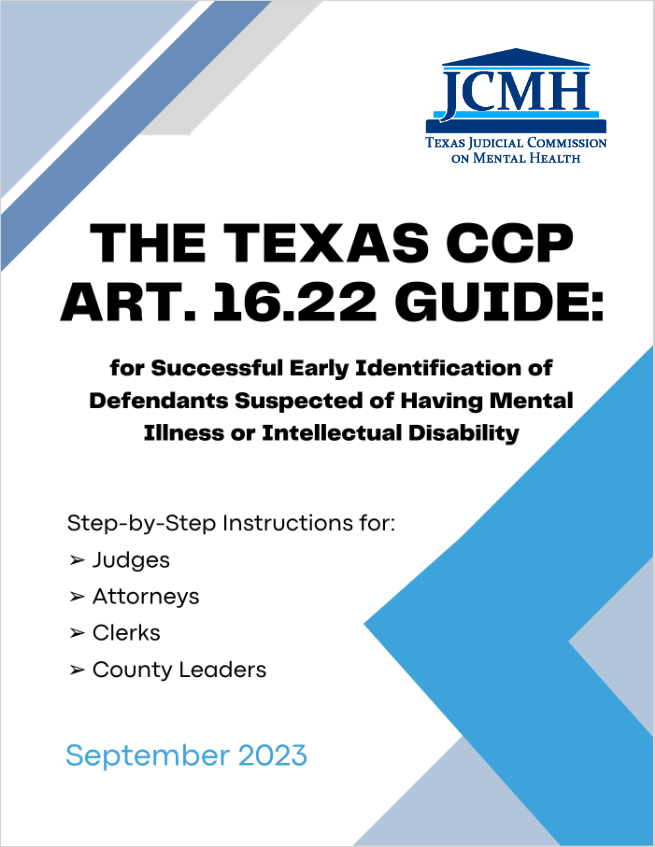 JCMH
TEXAS JUDICIAL COMMISSION
ON MENTAL HEALTH
THE TEXAS CCP
ART. 16.22 GUIDE:
for Successful Early Identification of
Defendants Suspected of Having Mental
Illness or Intellectual Disability
Step-by-Step Instructions for:
➢ Judges
➢ Attorneys
➢ Clerks
➢ County Leaders
September 2023